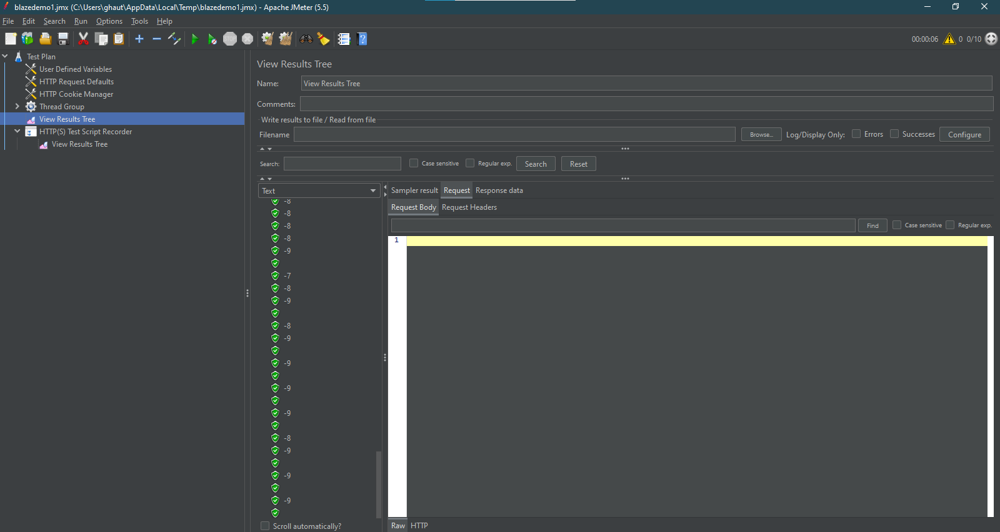 blazedemo1.jmx (C:\Users\ghaut\AppData\Local\Temp\blazedemo1.jmx) - Apache JMeter (5.5)
File Edit Search Run Options Tools Help
STOP
00:00:06 0 0/10
Test Plan
User Defined Variables
HTTP Request Defaults
HTTP Cookie Manager
Thread Group
View Results Tree
HTTP(S) Test Script Recorder
View Results Tree
View Results Tree
Name: View Results Tree
Comments:
Write results to file / Read from file
Filename Browse... Log/Display Only: Errors Successes Configure
Search: Case sensitive Regular exp. Search Reset
Text
-8
-8
-8
-8
-9
-7
-8
-9
-8
-9
-9
-9
-9
-8
-9
-9
-9
Scroll automatically?
Sampler result Request Response data
Request Body Request Headers
Find Case sensitive Regular exp.
1
Raw HTTP